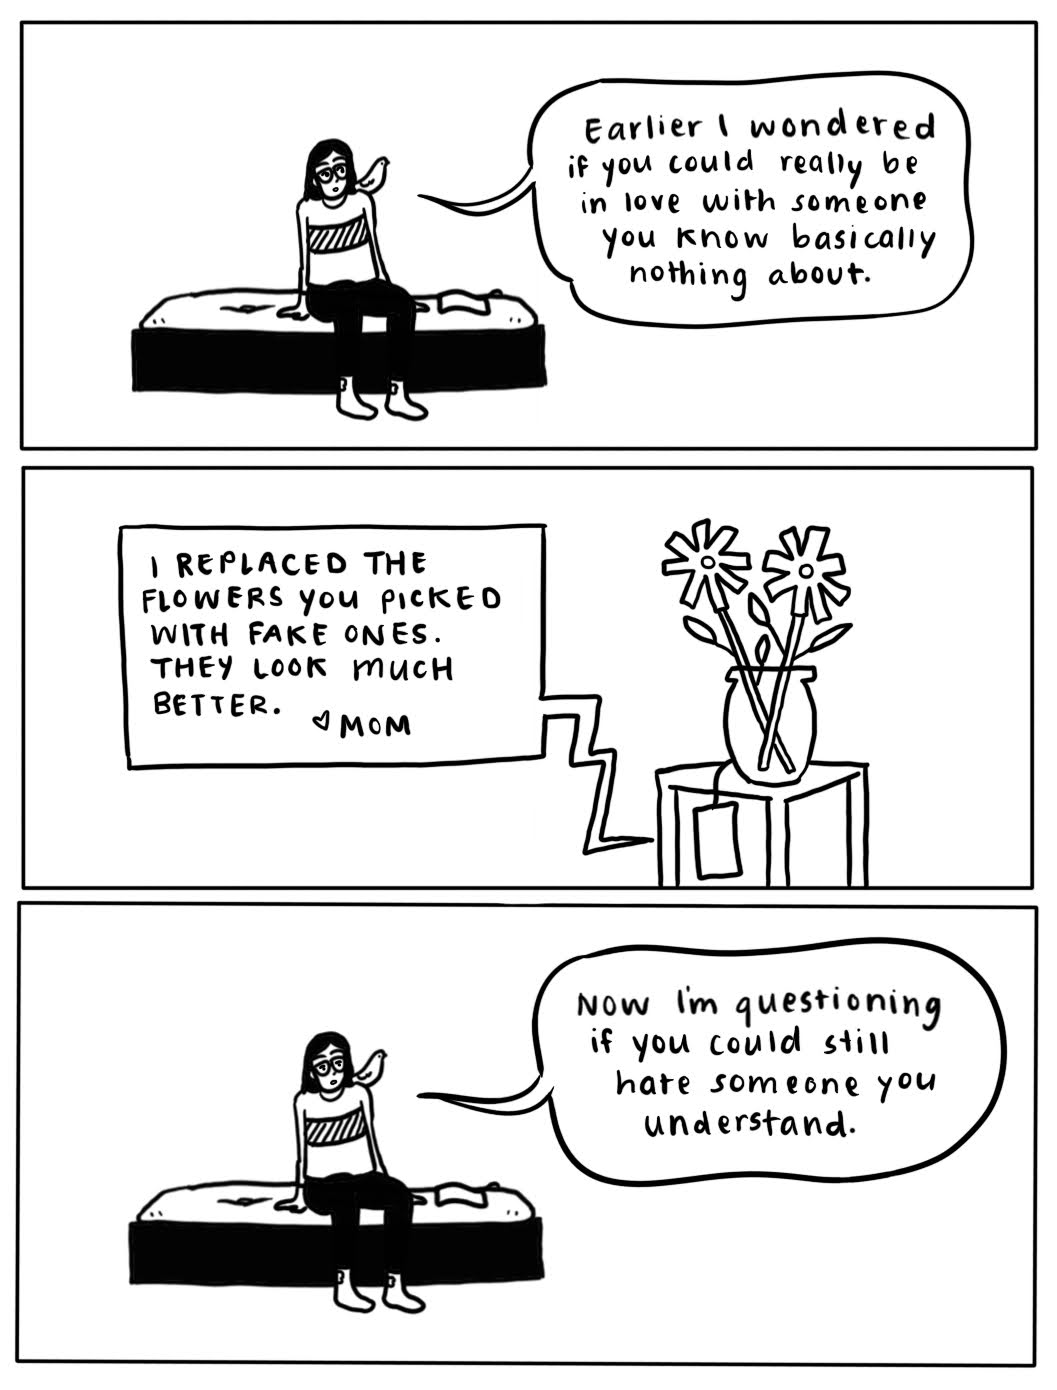 Earlier I wondered
if you could really be
in love with someone
you know basically
nothing about.
I REPLACED THE
FLOWERS YOU PICKED
WITH FAKE ONES.
THEY LOOK MUCH
BETTER.
♡ MOM
Now I'm questioning
if you could still
hate someone you
understand.